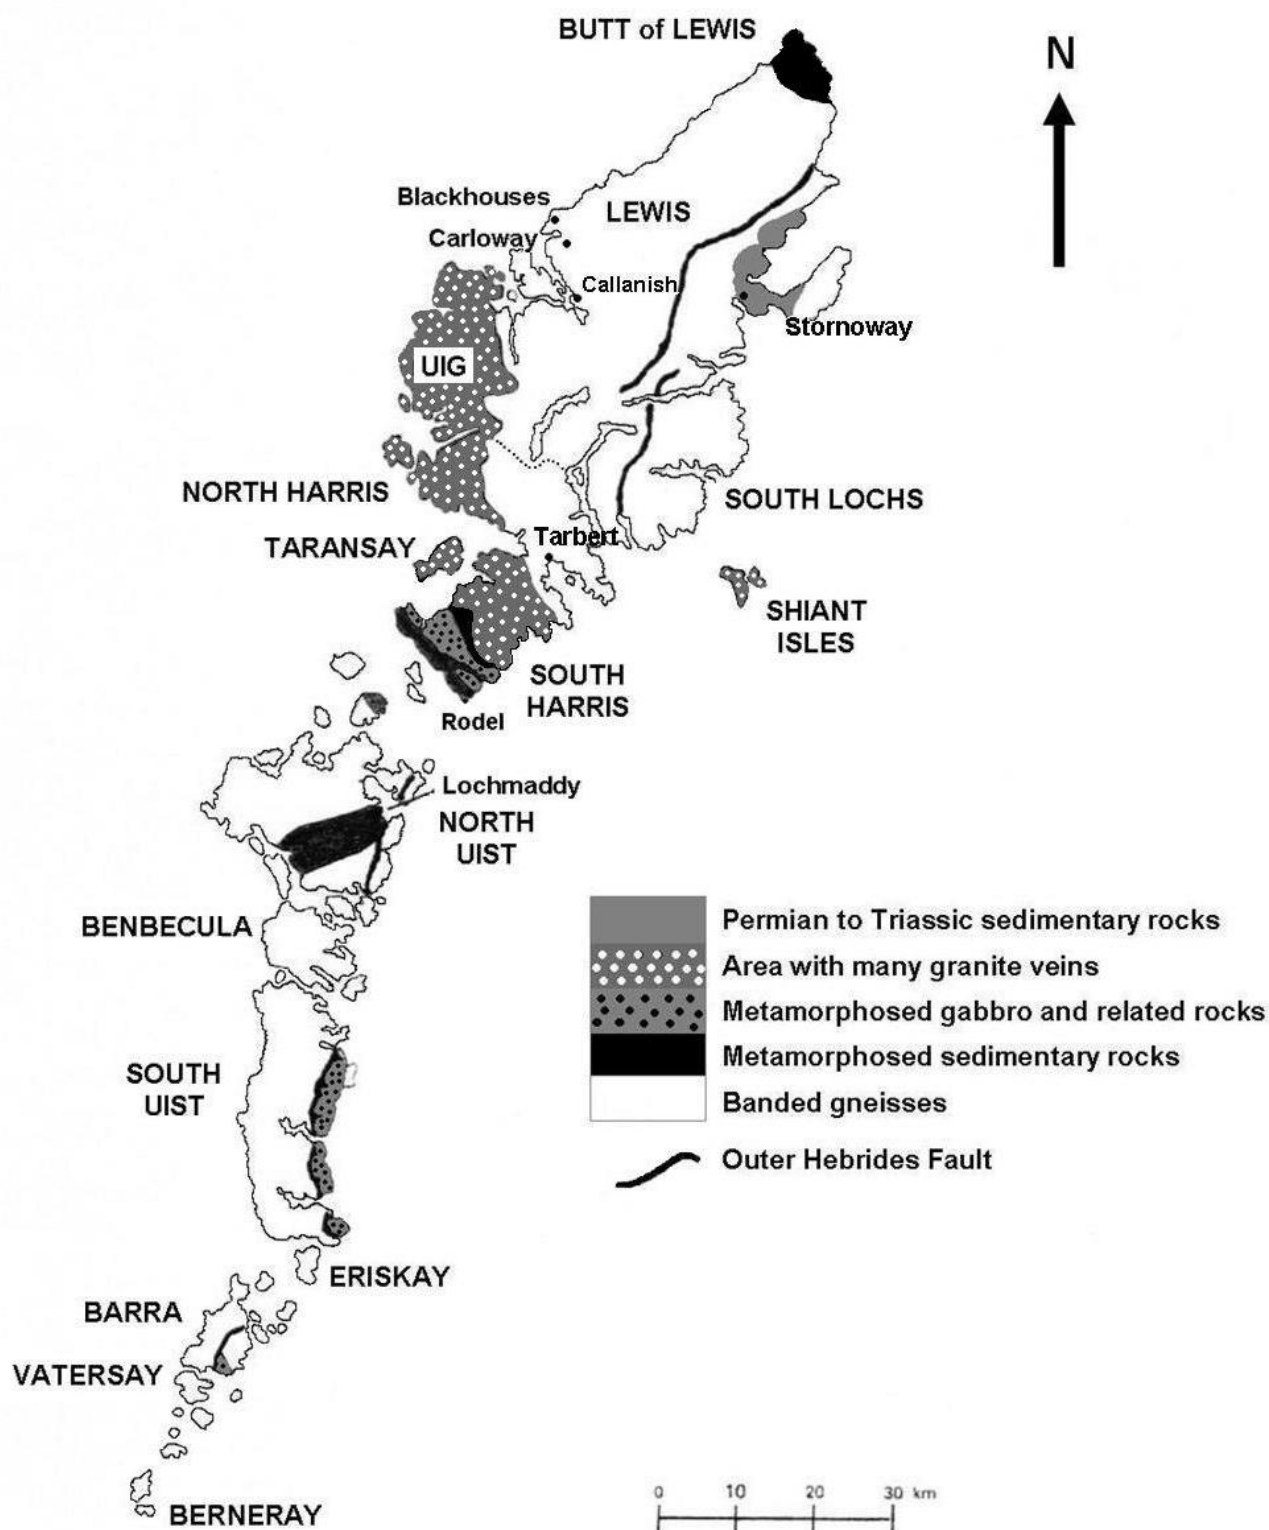 BUTT of LEWIS
N
Blackhouses
LEWIS
Carloway
Callanish
Stornoway
UIG
NORTH HARRIS
SOUTH LOCHS
Tarbert
TARANSAY
SHIANT
ISLES
SOUTH
HARRIS
Rodel
Lochmaddy
NORTH
UIST
BENBECULA
Permian to Triassic sedimentary rocks
Area with many granite veins
Metamorphosed gabbro and related rocks
Metamorphosed sedimentary rocks
Banded gneisses
Outer Hebrides Fault
SOUTH
UIST
ERISKAY
BARRA
VATERSAY
BERNERAY
0 10 20 30 km